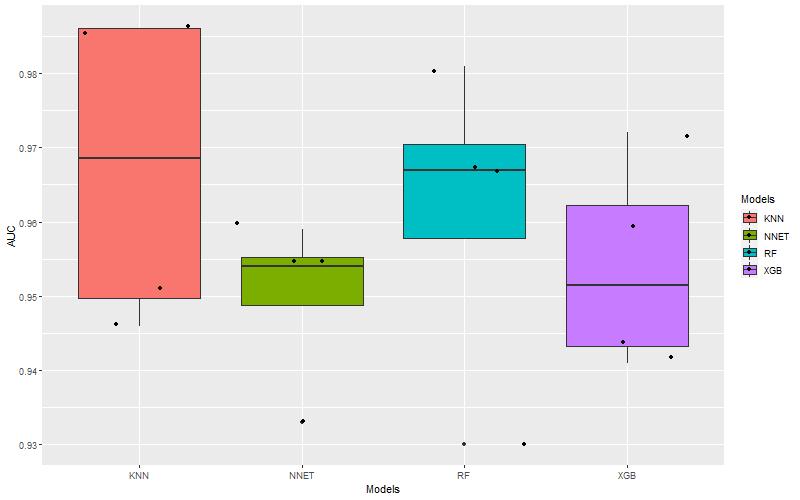 0.98
0.97
0.96
0.95
0.94
0.93
AUC
KNN
NNET
RF
XGB
Models
Models
KNN
NNET
RF
XGB